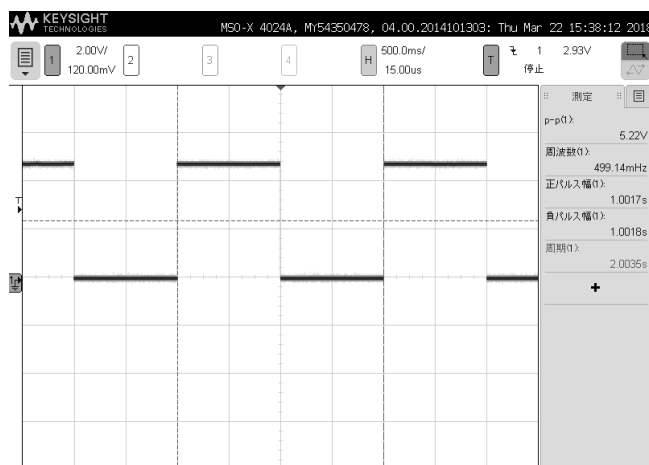 KEYSIGHT
TECHNOLOGIES
MSO-X 4024A, MY54350478, 04.00.2014101303: Thu Mar 22 15:38:12 2018
1
2.00V/
120.00mV
2
3
4
H
500.0ms/
15.00us
T
1
2.93V
停止
測定
p-p(1):
5.22V
周波数(1):
499.14mHz
正パルス幅(1):
1.0017s
負パルス幅(1):
1.0018s
周期(1):
2.0035s
T
1